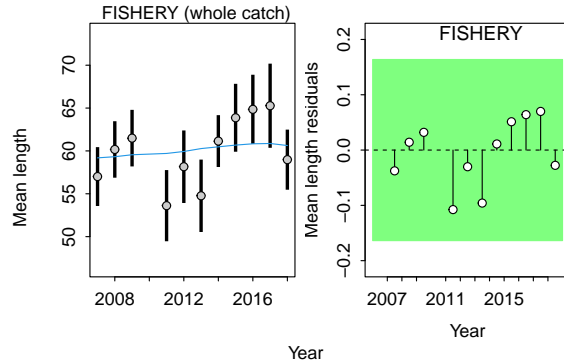 FISHERY (whole catch)
Mean length
50 55 60 65 70
2008 2012 2016
Year
FISHERY
Mean length residuals
−0.2 −0.1 0.0 0.1 0.2
2007 2011 2015
Year